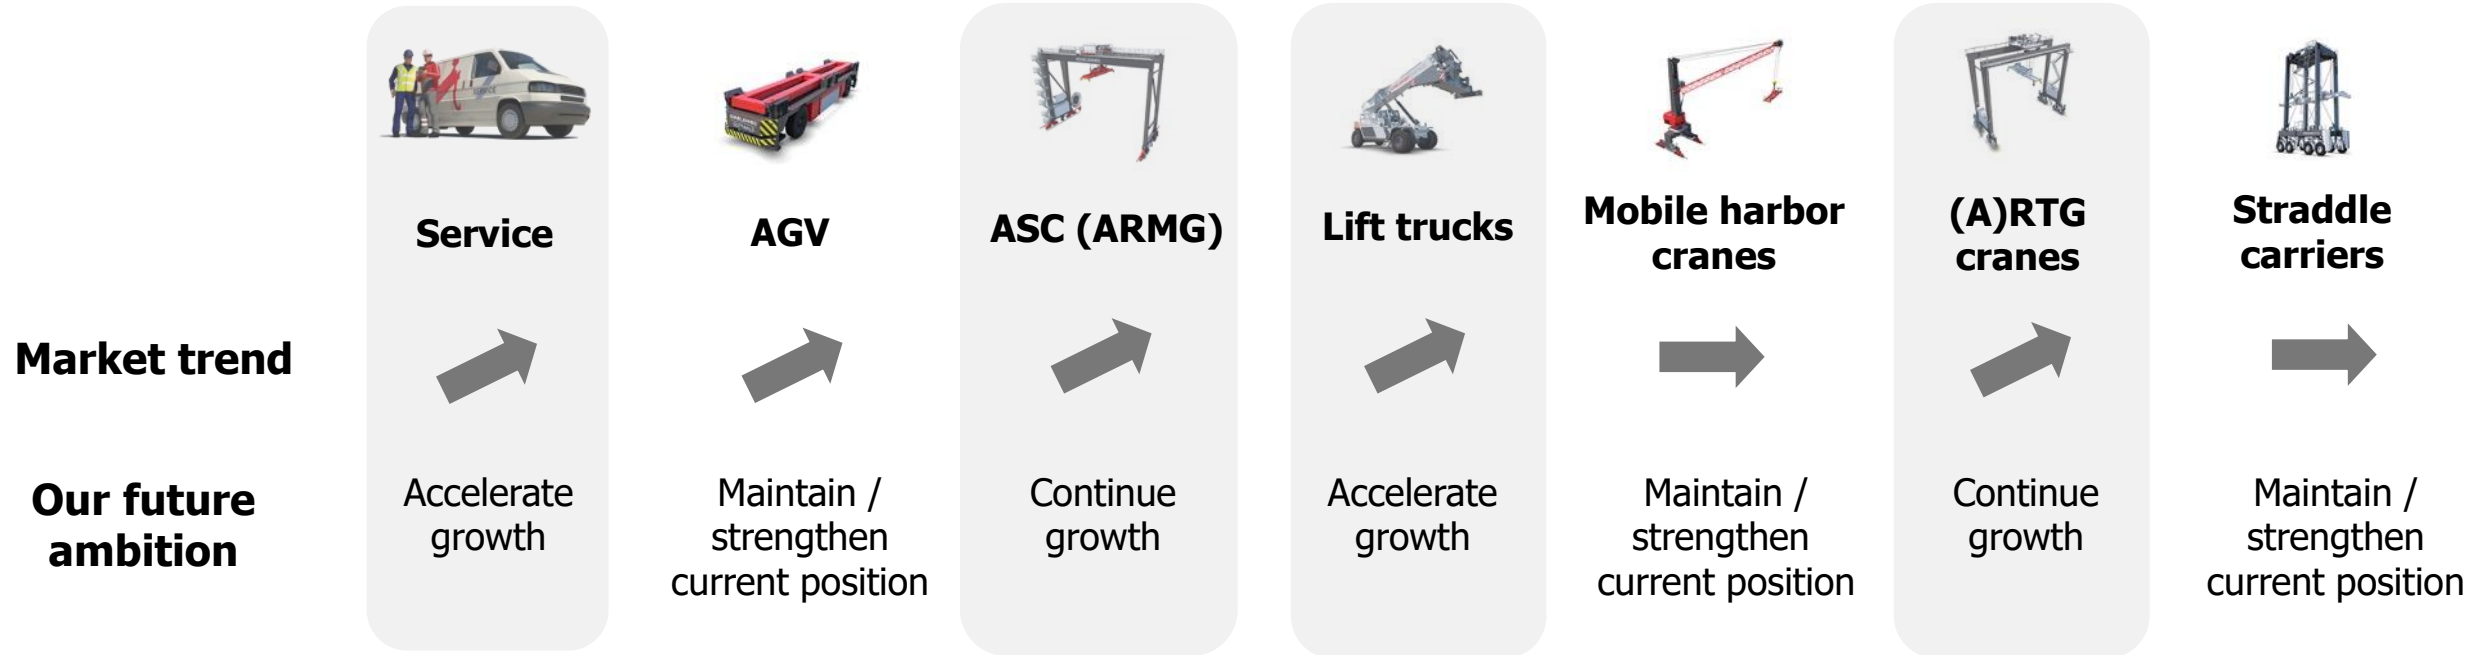 Service
AGV
ASC (ARMG)
Lift trucks
Mobile harbor
cranes
(A)RTG
cranes
Straddle
carriers
Market trend
Our future
ambition
Accelerate
growth
Maintain /
strengthen
current position
Continue
growth
Accelerate
growth
Maintain /
strengthen
current position
Continue
growth
Maintain /
strengthen
current position